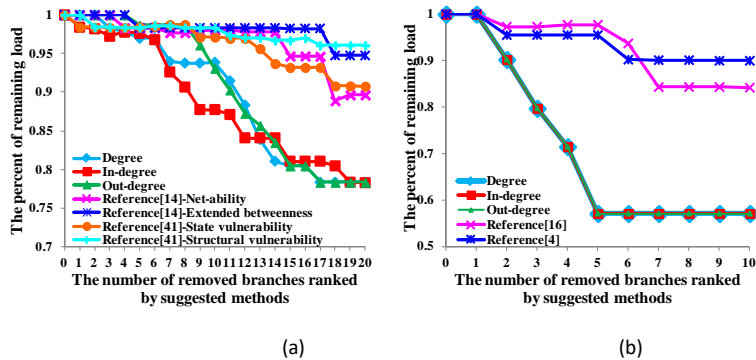 The percent of remaining load
1
0.95
0.9
0.85
0.8
0.75
0.7
Degree
In-degree
Out-degree
Reference[14]-Net-ability
Reference[14]-Extended betweenness
Reference[41]-State vulnerability
Reference[41]-Structural vulnerability
0 1 2 3 4 5 6 7 8 9 10 11 12 13 14 15 16 17 18 19 20
The number of removed branches ranked
by suggested methods
(a)
The percent of remaining load
1
0.9
0.8
0.7
0.6
0.5
Degree
In-degree
Out-degree
Reference[16]
Reference[4]
0 1 2 3 4 5 6 7 8 9 10
The number of removed branches ranked
by suggested methods
(b)